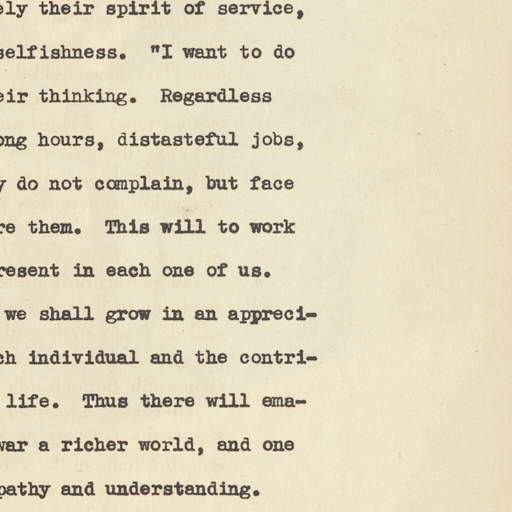 ely their spirit of service,
selfishness.  "I want to do
eir thinking.  Regardless
ong hours, distasteful jobs,
y do not complain, but face
re them.  This will to work
resent in each one of us.
we shall grow in an appreci-
ch individual and the contri-
life.  Thus there will ema-
war a richer world, and one
pathy and understanding.